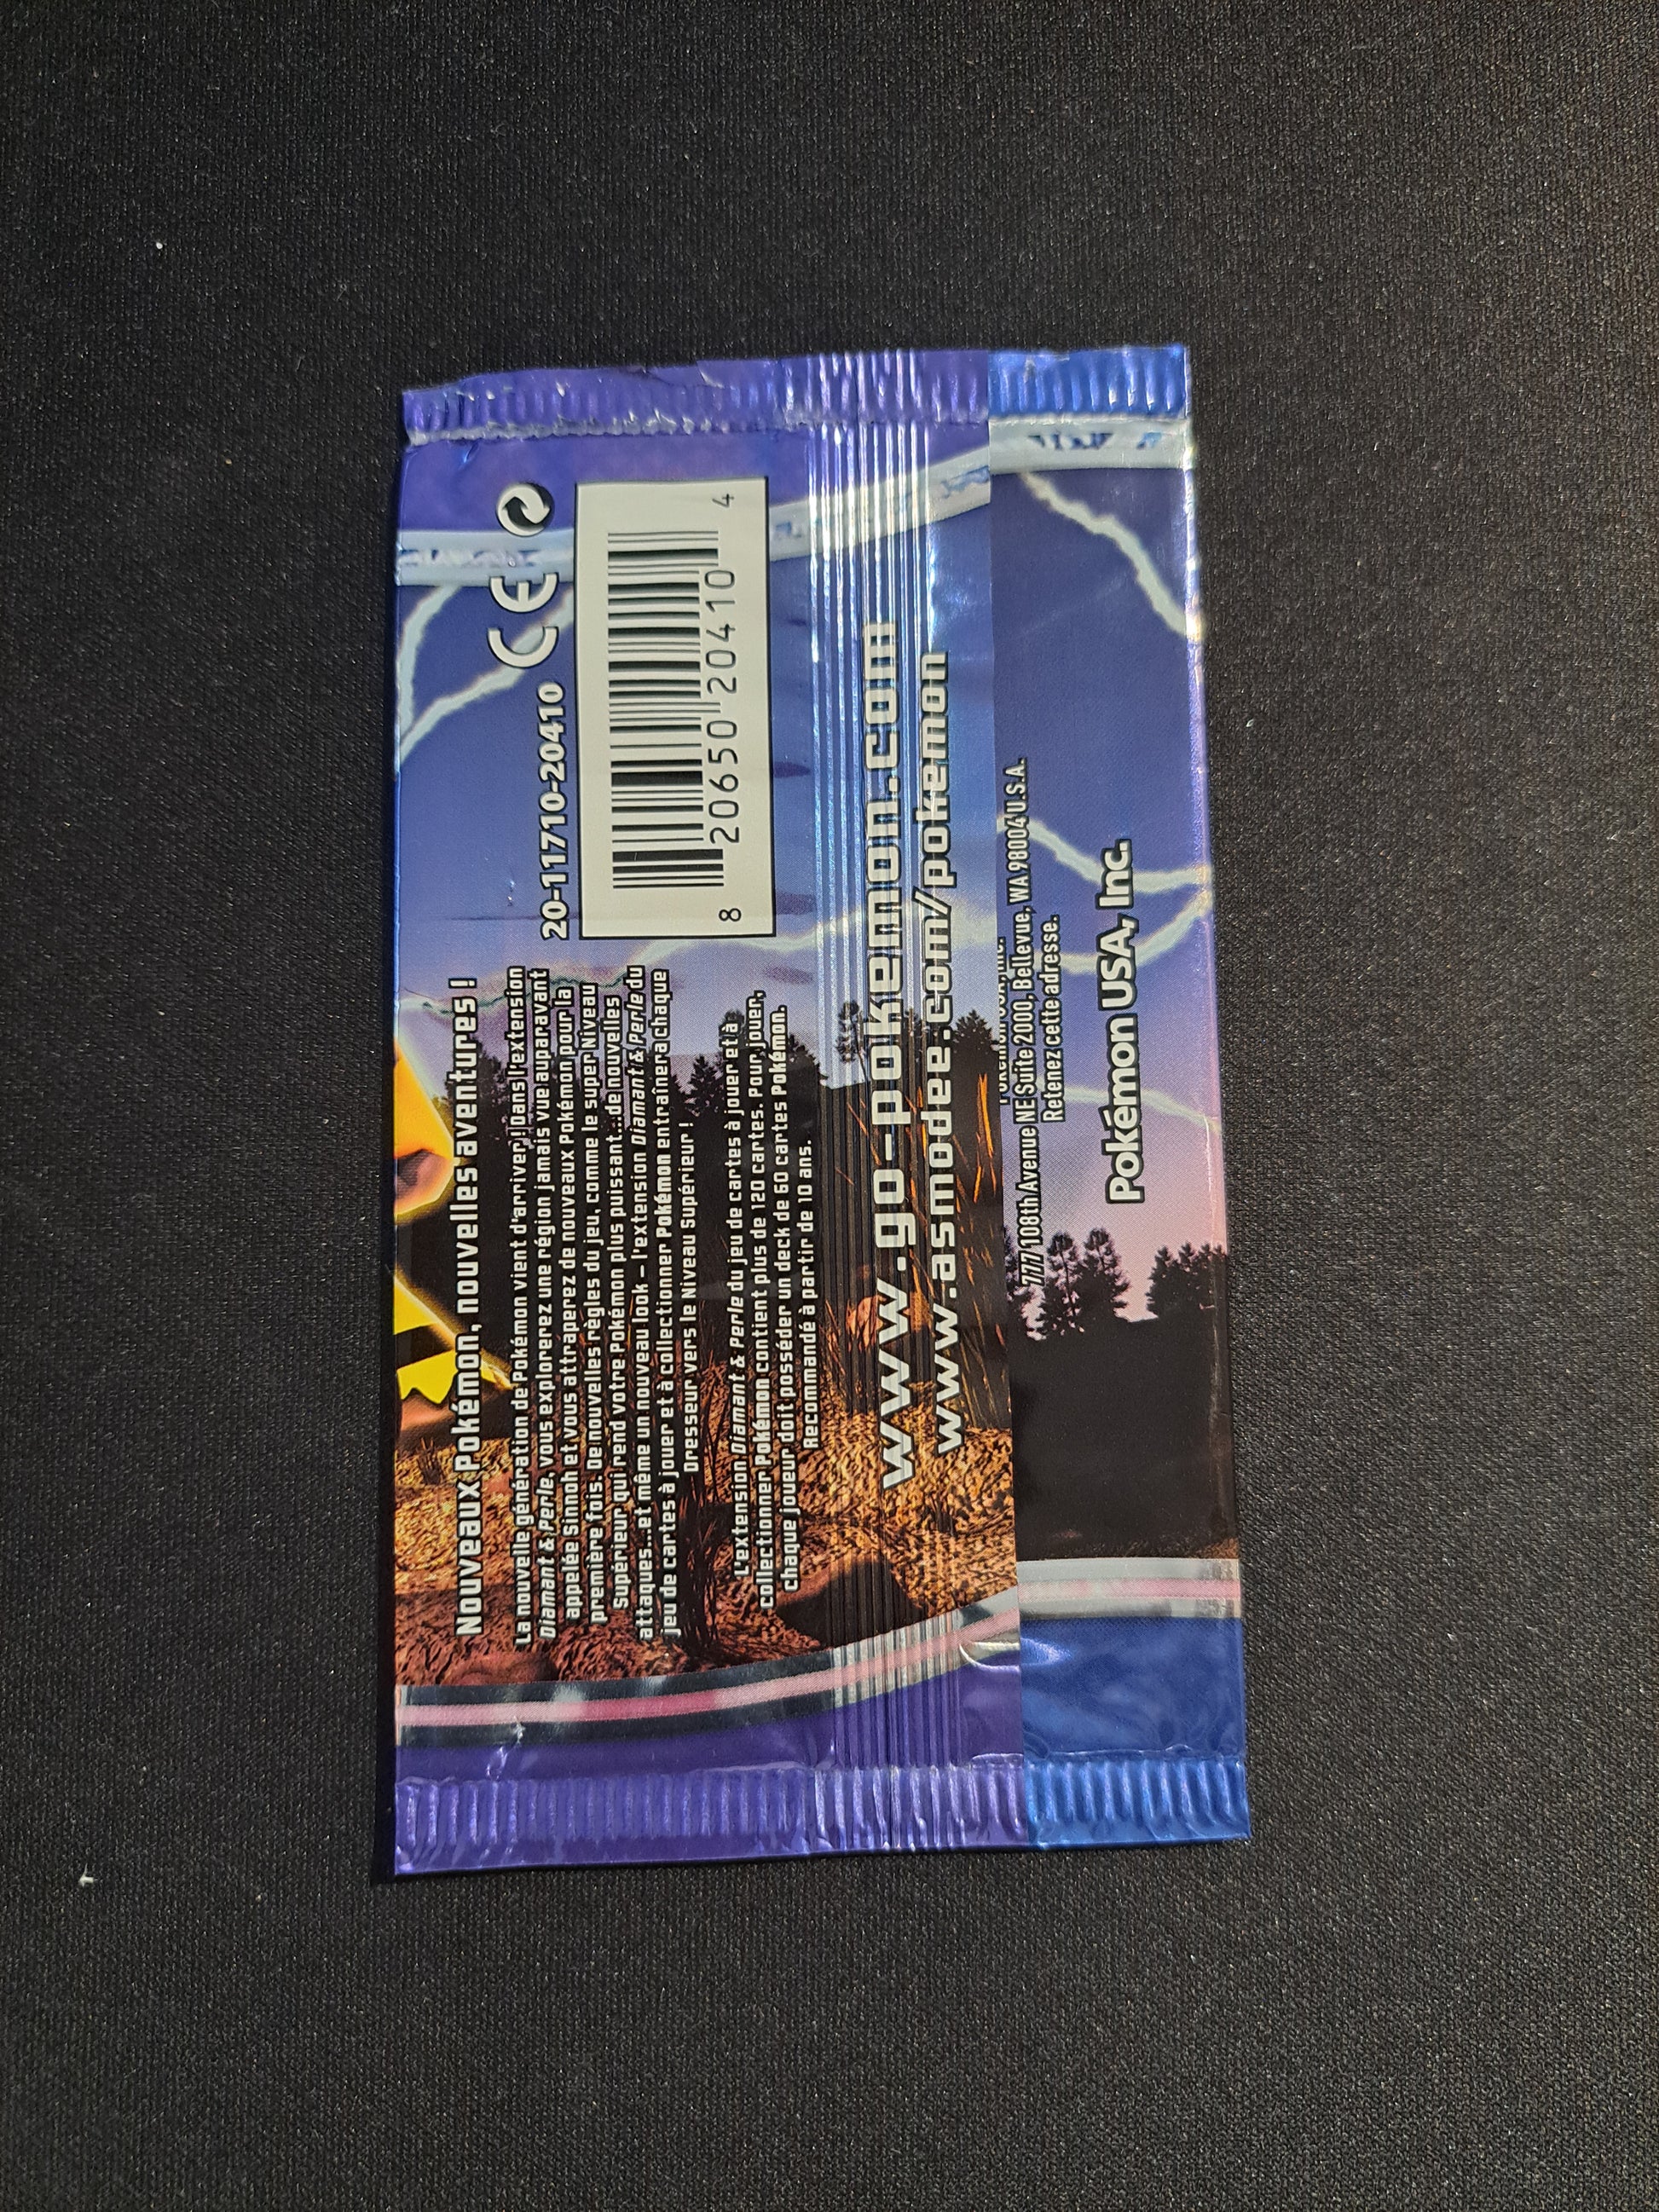 Nouveaux Pokémon, nouvelles aventures !
La nouvelle génération de Pokémon vient d'arriver ! Dans l'extension
Diamant & Perle, vous explorerez une région jamais vue auparavant
appelée Sinnoh et vous attraperez de nouveaux Pokémon pour la
première fois. De nouvelles règles du jeu, comme le super Niveau
Supérieur qui rend votre Pokémon plus puissant...de nouvelles
attaques...et même un nouveau look – l'extension Diamant & Perle du
jeu de cartes à jouer et à collectionner Pokémon entraînera chaque
Dresseur vers le Niveau Supérieur !
L'extension Diamant & Perle du jeu de cartes à jouer et à
collectionner Pokémon contient plus de 120 cartes. Pour jouer,
chaque joueur doit posséder un deck de 60 cartes Pokémon.
Recommandé à partir de 10 ans.
20-11710-20410
CE
8 20650 20410 4
www.go-pokemon.com
www.asmodee.com/pokemon
777 108th Avenue NE Suite 2000, Bellevue, WA 98004 U.S.A.
Retenez cette adresse.
Pokémon USA, Inc.